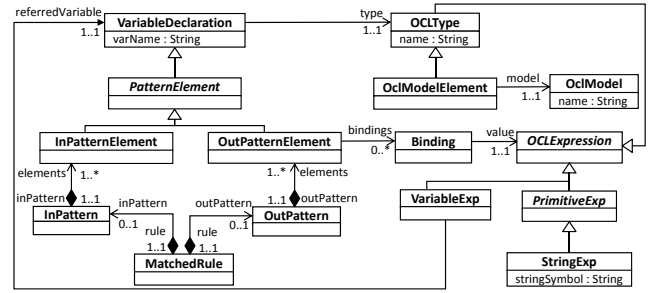 referredVariable VariableDeclaration type OCLType
1..1 varName : String 1..1 name : String
PatternElement OclModelElement model OclModel
1..1 name : String
InPatternElement OutPatternElement bindings Binding value OCLExpression
0..* 1..1
elements 1..* 1..* elements
inPattern 1..1 inPattern outPattern 1..1 outPattern VariableExp PrimitiveExp
InPattern 0..1 rule rule 0..1 OutPattern
1..1 1..1
MatchedRule StringExp
stringSymbol : String